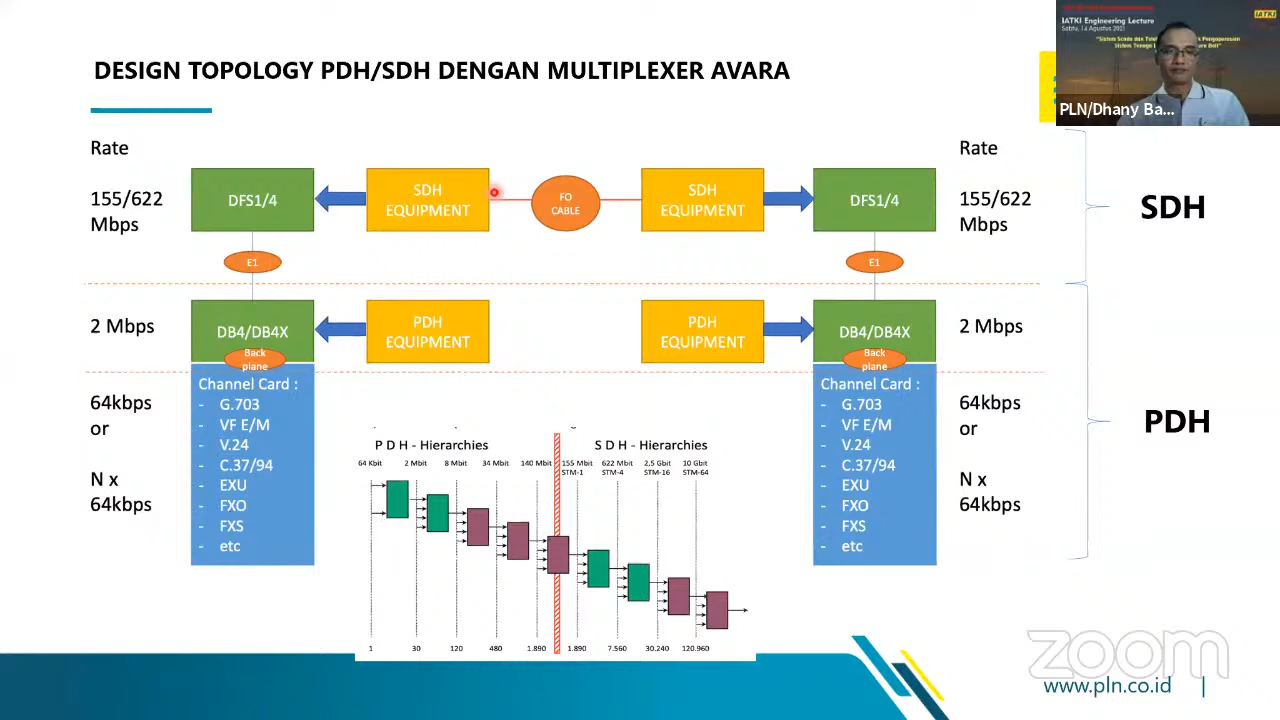 DESIGN TOPOLOGY PDH/SDH DENGAN MULTIPLEXER AVARA
IATKI Engineering Lecture
Sabtu, 14 Agustus 2021
IATKI
PLN/Dhany Ba...
Rate
155/622
Mbps
DFS1/4
SDH
EQUIPMENT
FO
CABLE
SDH
EQUIPMENT
DFS1/4
Rate
155/622
Mbps
SDH
E1
E1
2 Mbps
DB4/DB4X
Back
plane
PDH
EQUIPMENT
PDH
EQUIPMENT
DB4/DB4X
Back
plane
2 Mbps
64kbps
or
N x
64kbps
Channel Card :
- G.703
- VF E/M
- V.24
- C.37/94
- EXU
- FXO
- FXS
- etc
Channel Card :
- G.703
- VF E/M
- V.24
- C.37/94
- EXU
- FXO
- FXS
- etc
64kbps
or
N x
64kbps
PDH
P D H - Hierarchies
S D H - Hierarchies
64 Kbit 2 Mbit 8 Mbit 34 Mbit 140 Mbit 155 Mbit 622 Mbit 2,5 Gbit 10 Gbit
STM-1 STM-4 STM-16 STM-64
1 30 120 480 1.890 1.890 7.560 30.240 120.960
zoom
www.pln.co.id